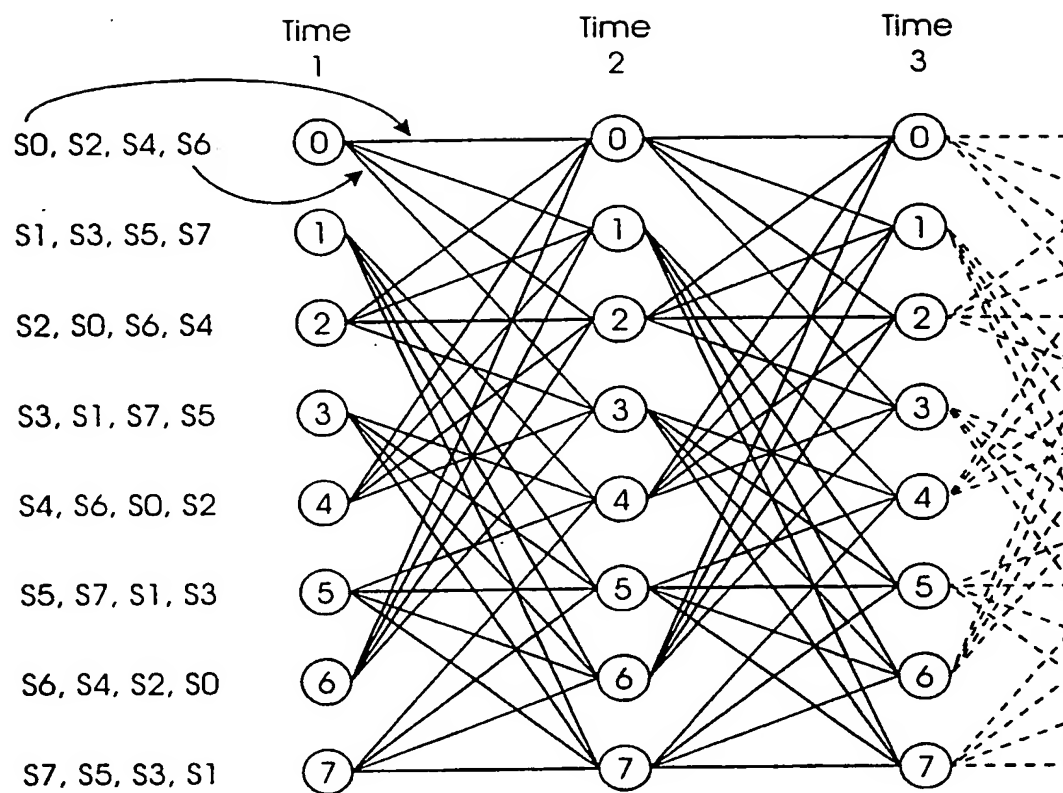 Time Time Time
1 2 3
S0, S2, S4, S6 0 0 0
S1, S3, S5, S7 1 1 1
S2, S0, S6, S4 2 2 2
S3, S1, S7, S5 3 3 3
S4, S6, S0, S2 4 4 4
S5, S7, S1, S3 5 5 5
S6, S4, S2, S0 6 6 6
S7, S5, S3, S1 7 7 7